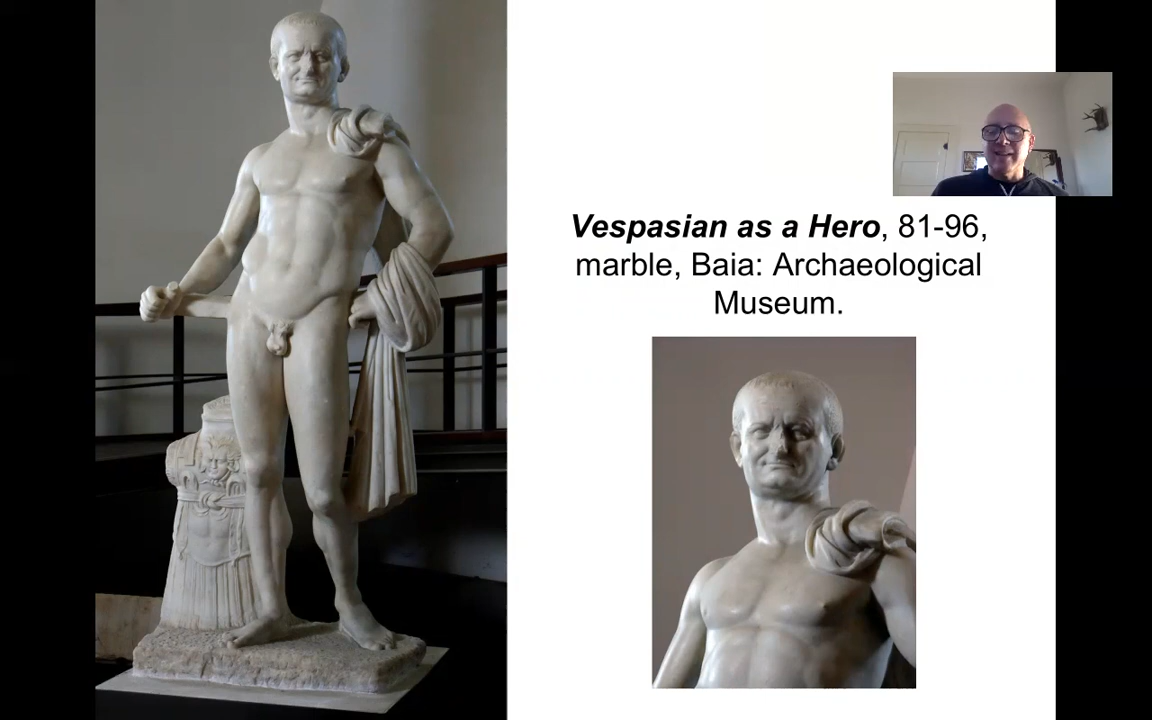 Vespasian as a Hero, 81-96,
marble, Baia: Archaeological
Museum.